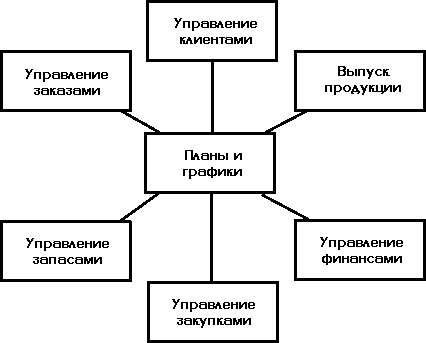 Управление
клиентами
Управление
заказами
Выпуск
продукции
Планы и
графики
Управление
запасами
Управление
финансами
Управление
закупками